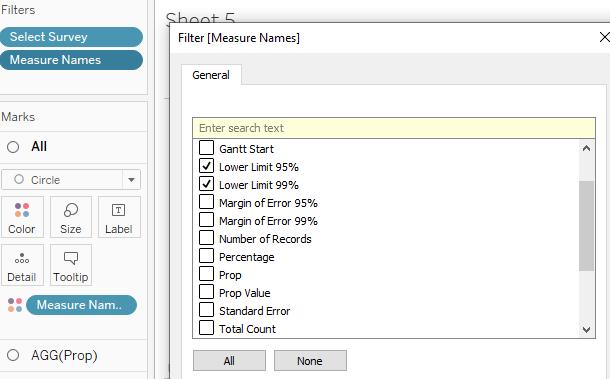 Filters
Select Survey
Measure Names
Marks
All
Circle
Color
Size
Label
Detail
Tooltip
Measure Nam..
AGG(Prop)
Sheet 5
Filter [Measure Names]
General
Enter search text
Gantt Start
Lower Limit 95%
Lower Limit 99%
Margin of Error 95%
Margin of Error 99%
Number of Records
Percentage
Prop
Prop Value
Standard Error
Total Count
All
None